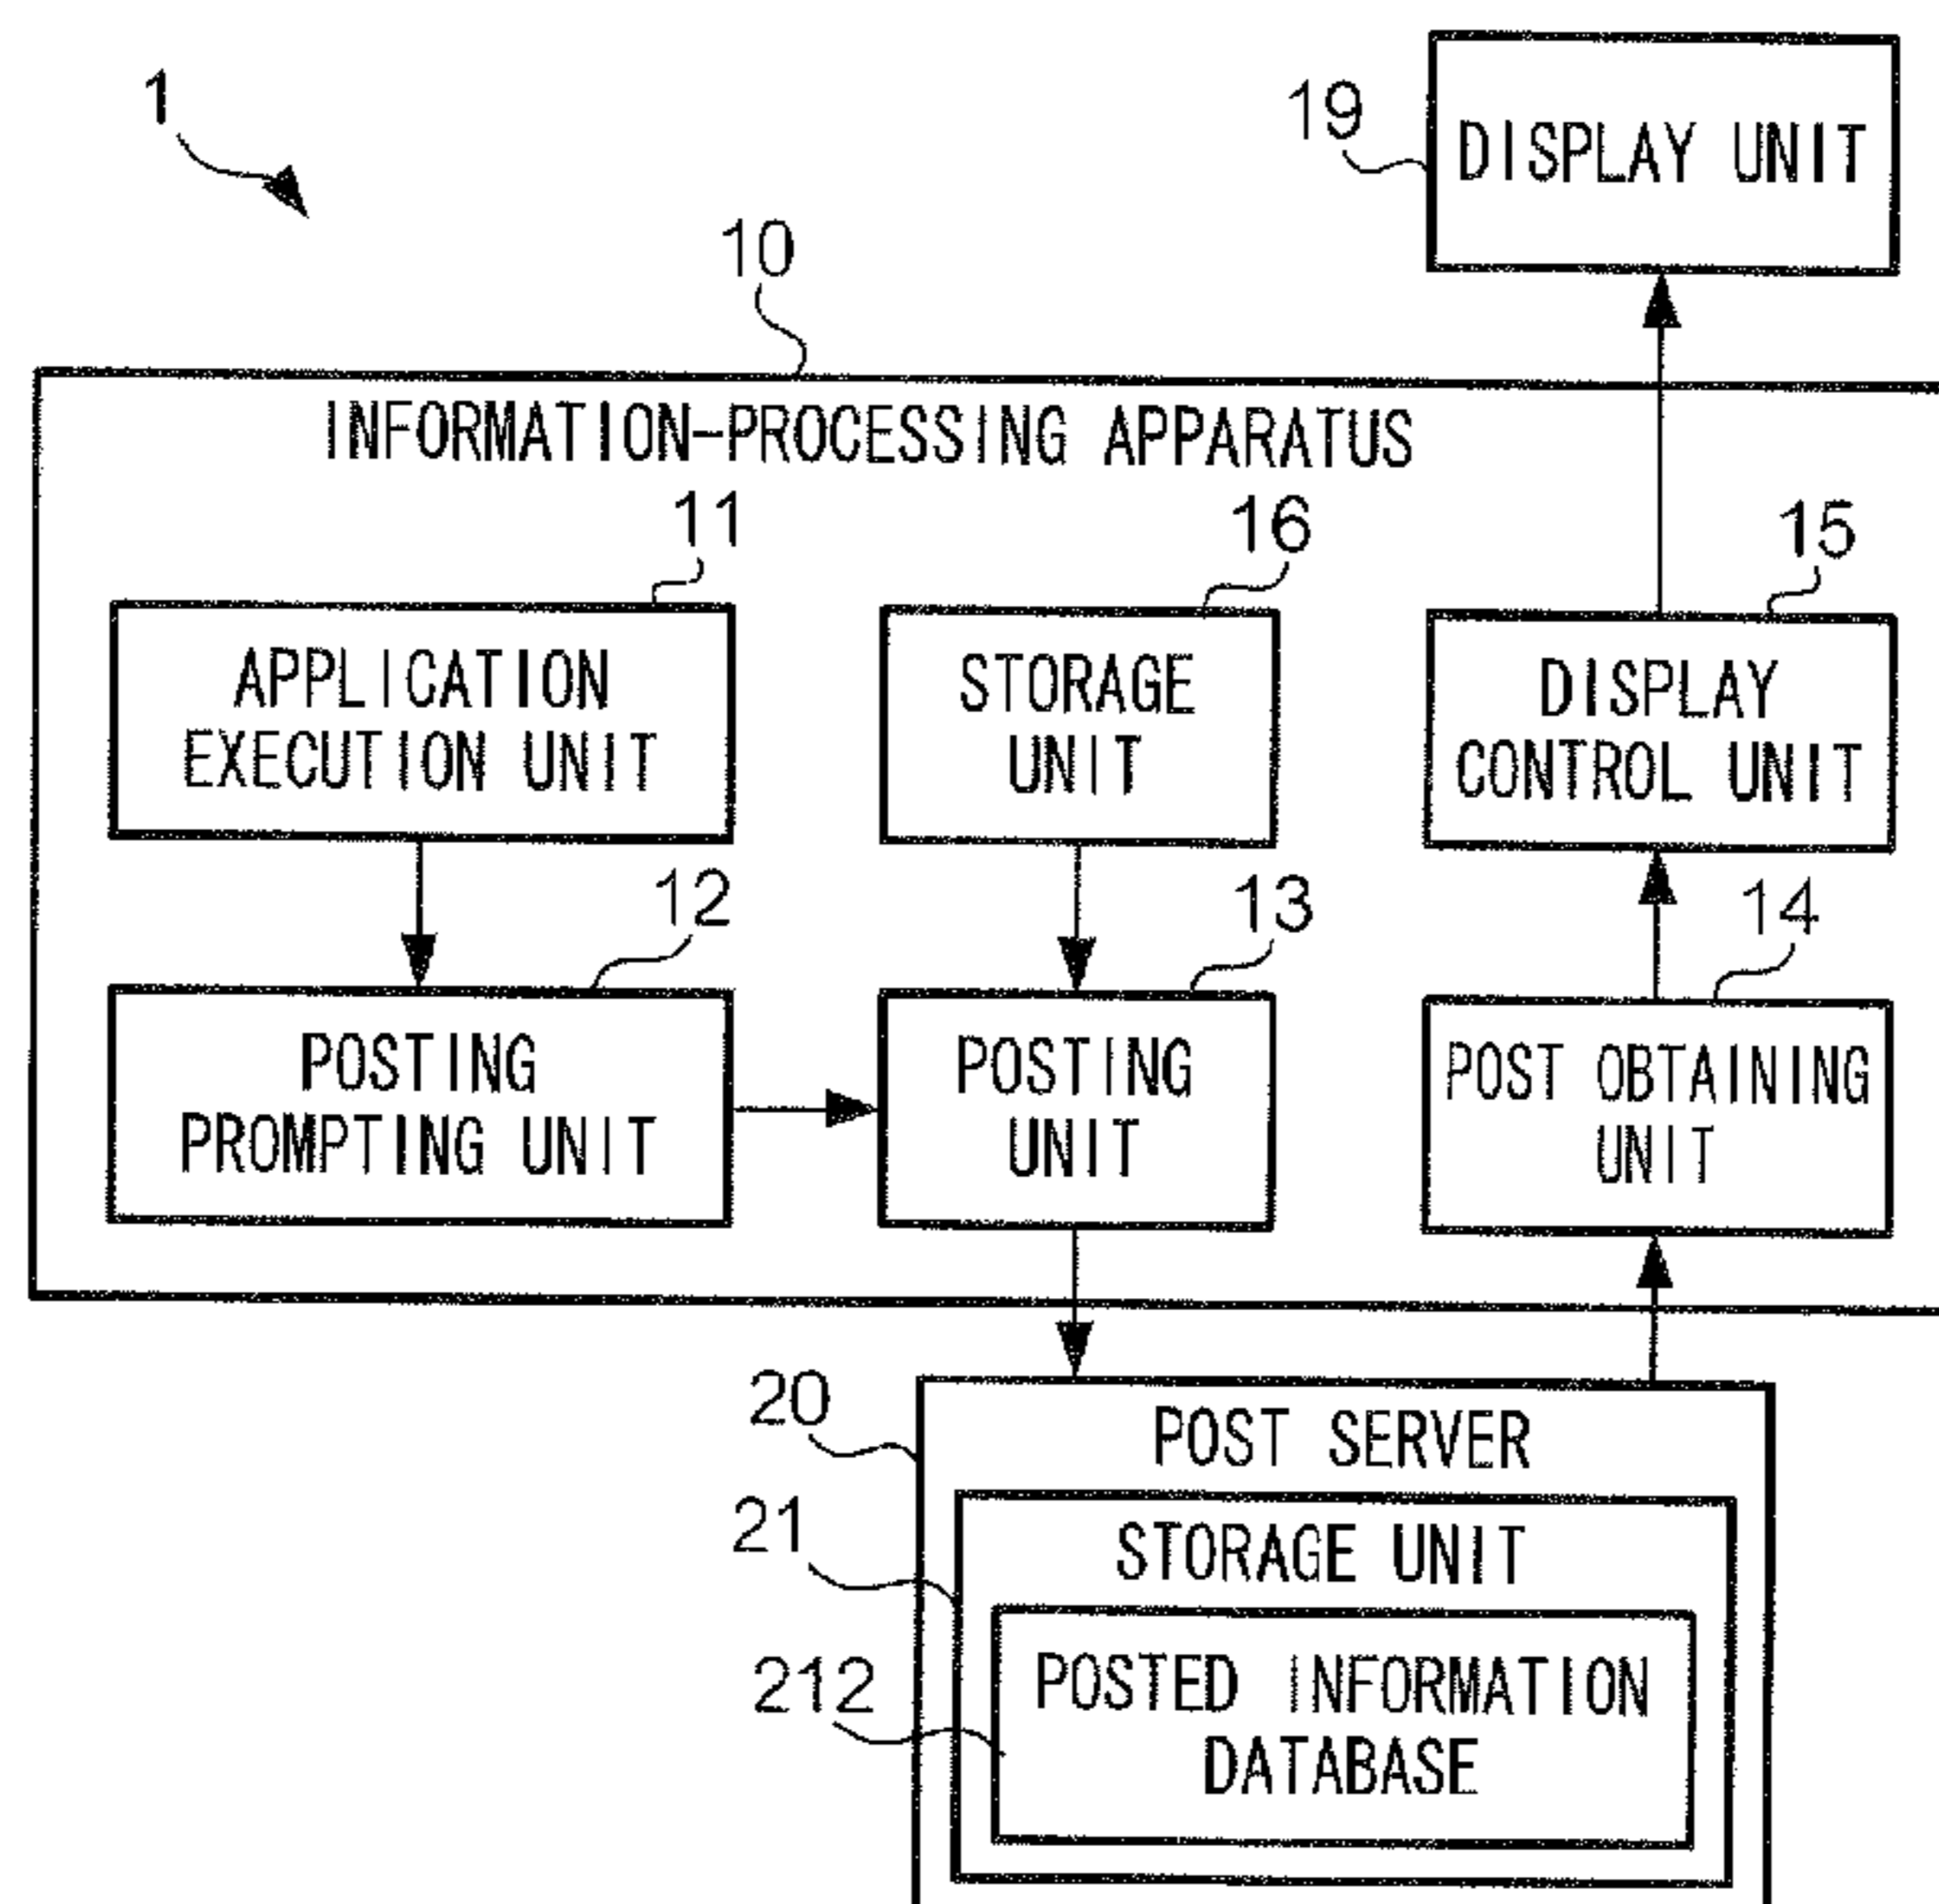 1
19
DISPLAY UNIT
10
INFORMATION-PROCESSING APPARATUS
11
16
15
APPLICATION
EXECUTION UNIT
STORAGE
UNIT
DISPLAY
CONTROL UNIT
12
13
14
POSTING
PROMPTING UNIT
POSTING
UNIT
POST OBTAINING
UNIT
20
POST SERVER
21
STORAGE UNIT
212
POSTED INFORMATION
DATABASE